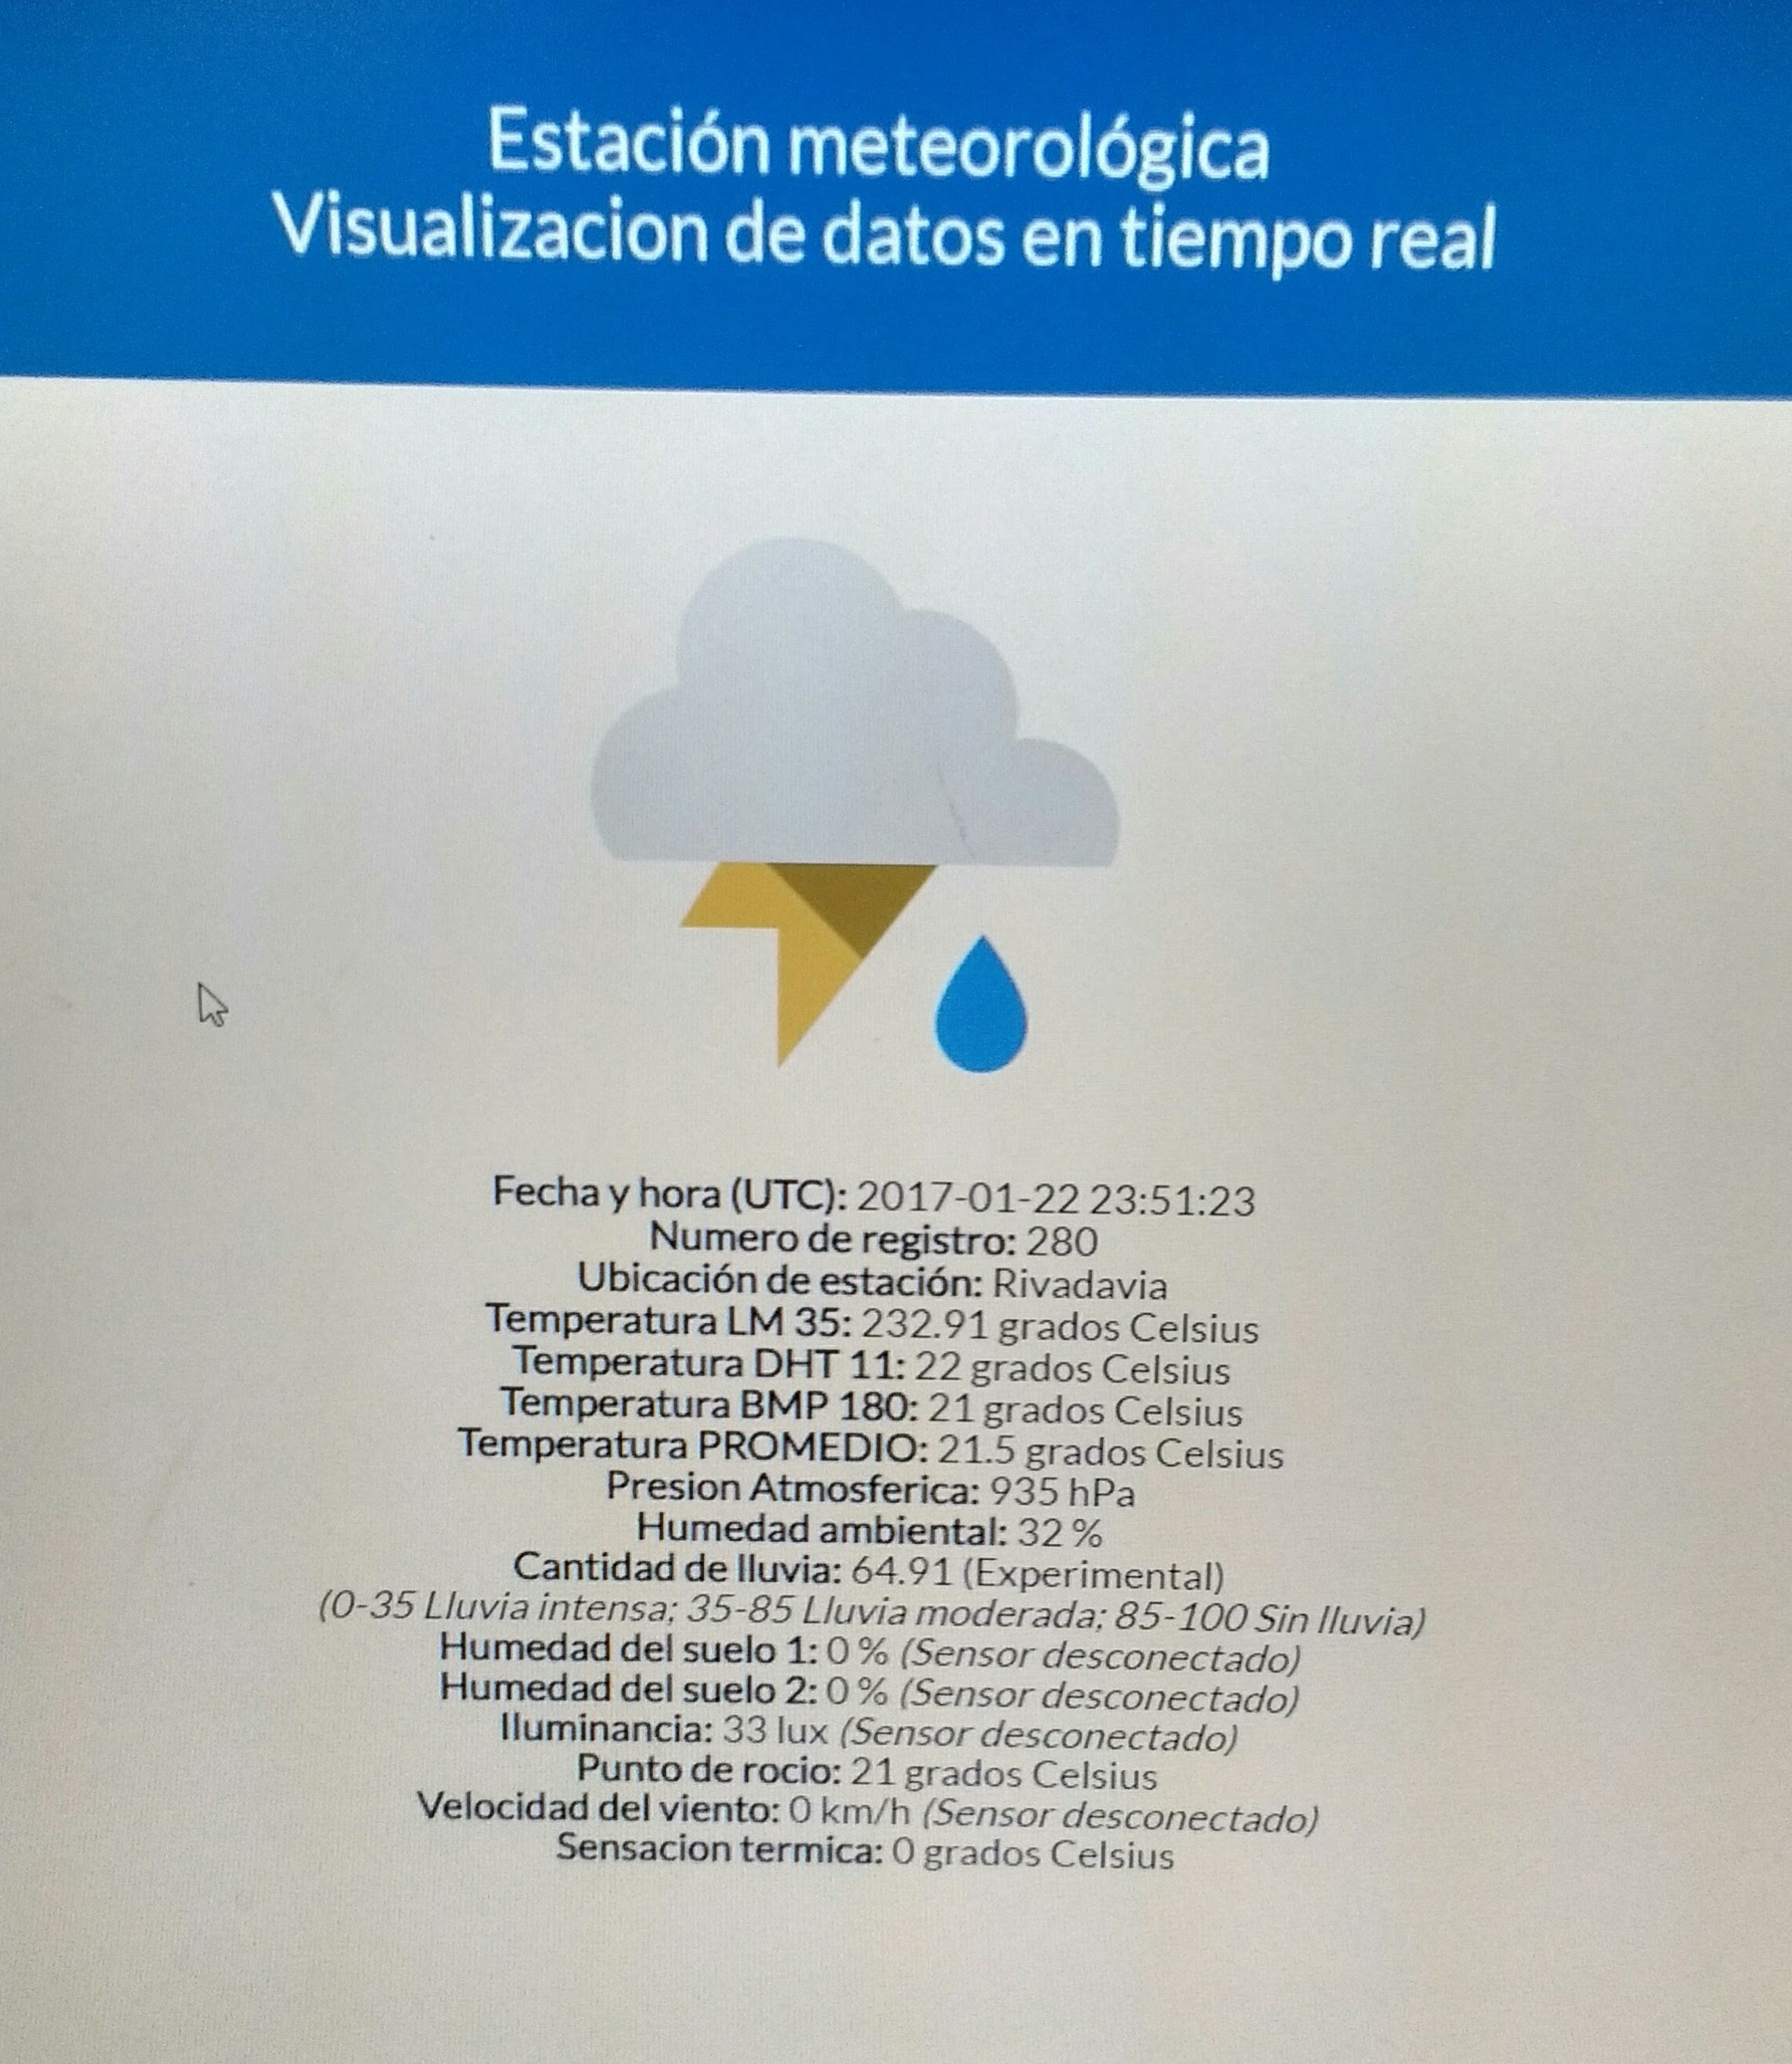 Estación meteorológica
Visualizacion de datos en tiempo real
Fecha y hora (UTC): 2017-01-22 23:51:23
Numero de registro: 280
Ubicación de estación: Rivadavia
Temperatura LM 35: 232.91 grados Celsius
Temperatura DHT 11: 22 grados Celsius
Temperatura BMP 180: 21 grados Celsius
Temperatura PROMEDIO: 21.5 grados Celsius
Presion Atmosferica: 935 hPa
Humedad ambiental: 32 %
Cantidad de lluvia: 64.91 (Experimental)
(0-35 Lluvia intensa; 35-85 Lluvia moderada; 85-100 Sin lluvia)
Humedad del suelo 1: 0 % (Sensor desconectado)
Humedad del suelo 2: 0 % (Sensor desconectado)
Iluminancia: 33 lux (Sensor desconectado)
Punto de rocio: 21 grados Celsius
Velocidad del viento: 0 km/h (Sensor desconectado)
Sensacion termica: 0 grados Celsius